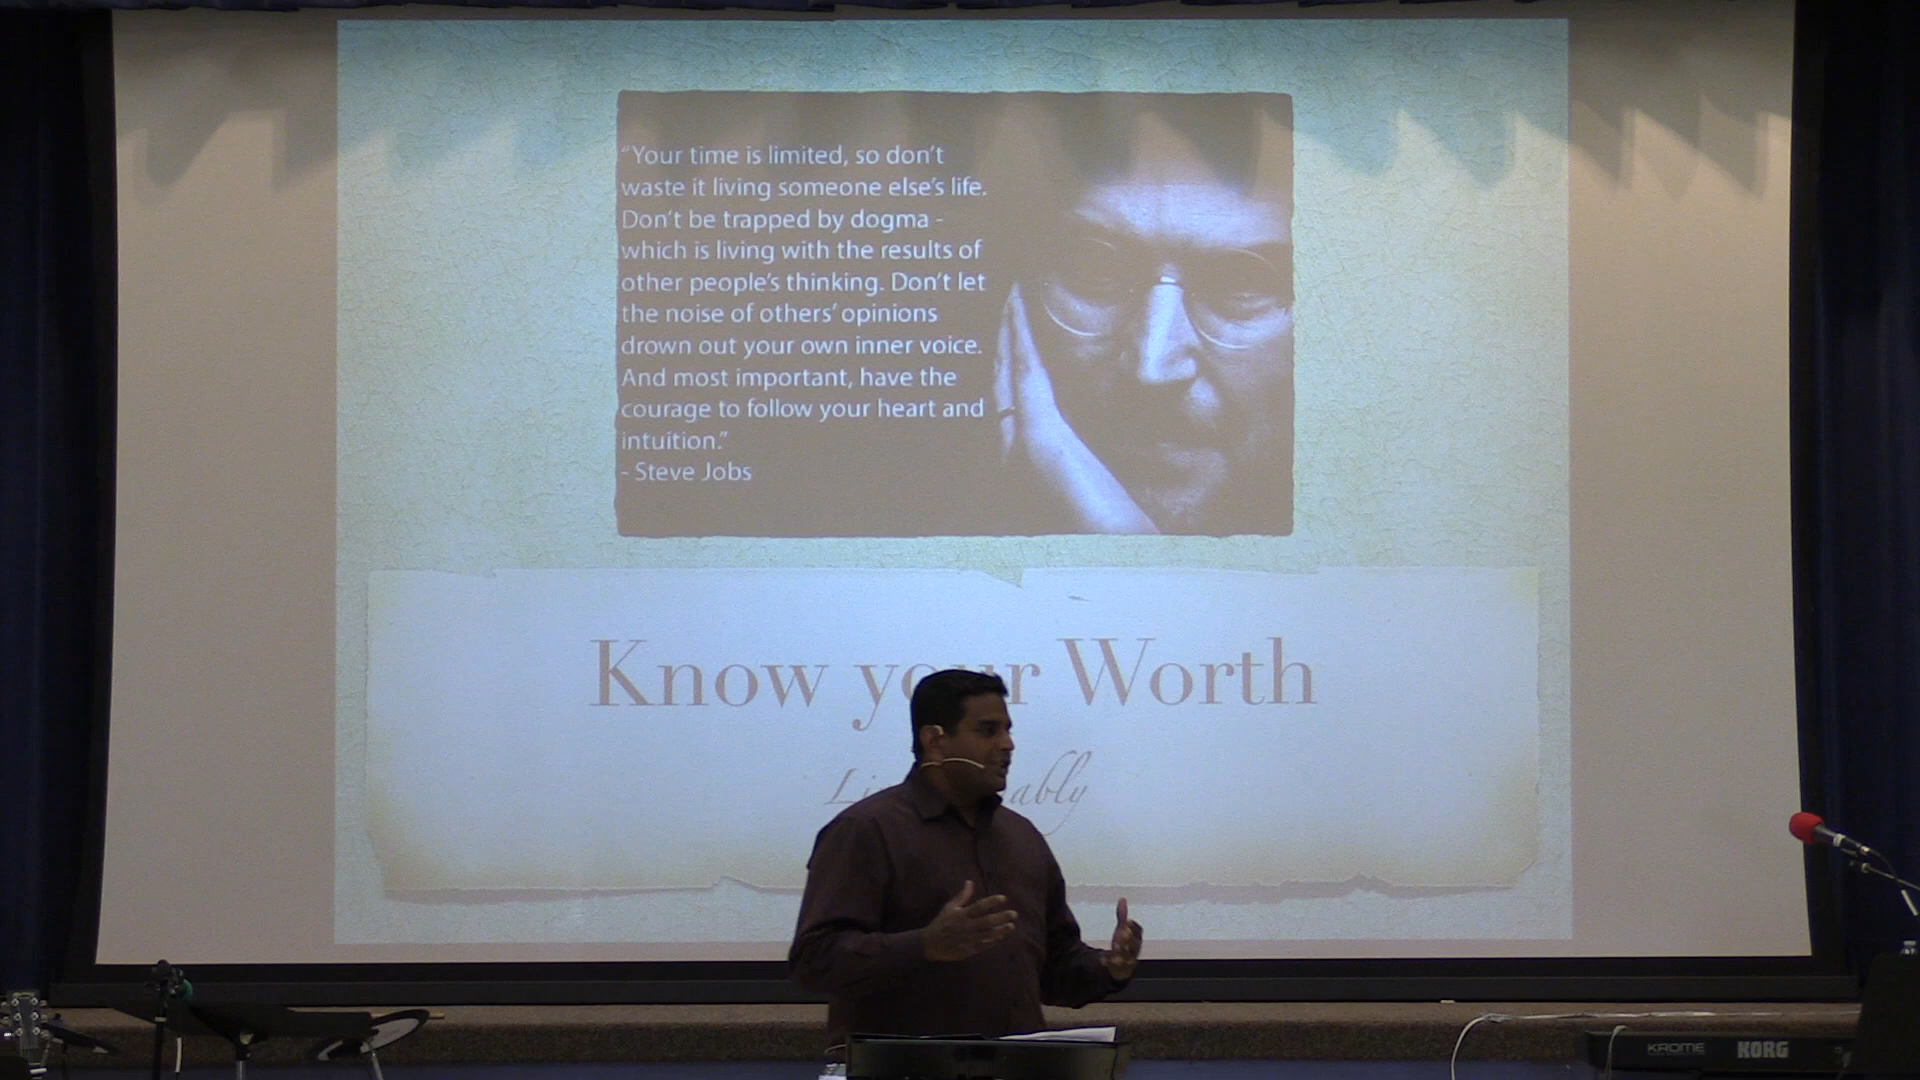 “Your time is limited, so don’t
waste it living someone else’s life.
Don’t be trapped by dogma -
which is living with the results of
other people’s thinking. Don’t let
the noise of others’ opinions
drown out your own inner voice.
And most important, have the
courage to follow your heart and
intuition.”
- Steve Jobs
Know your Worth
KROME KORG